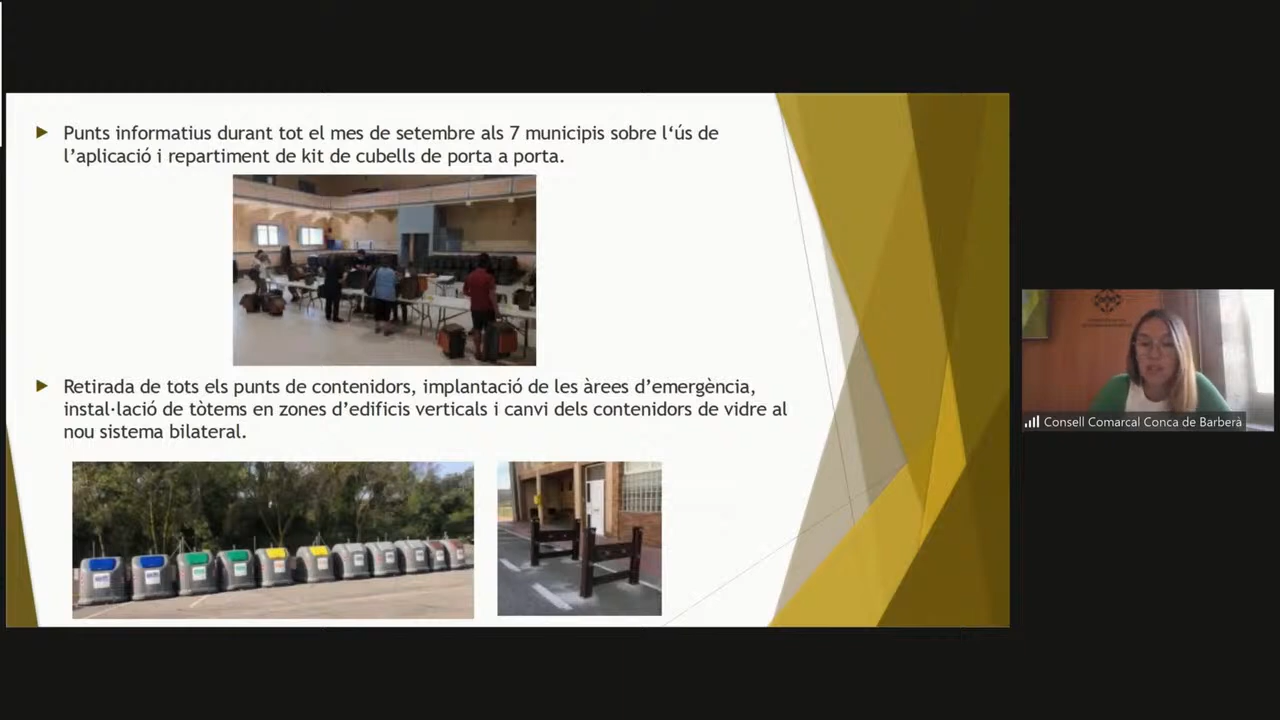 Punts informatius durant tot el mes de setembre als 7 municipis sobre l‘ús de
l’aplicació i repartiment de kit de cubells de porta a porta.
Retirada de tots els punts de contenidors, implantació de les àrees d’emergència,
instal·lació de tòtems en zones d’edificis verticals i canvi dels contenidors de vidre al
nou sistema bilateral.
Consell Comarcal Conca de Barberà